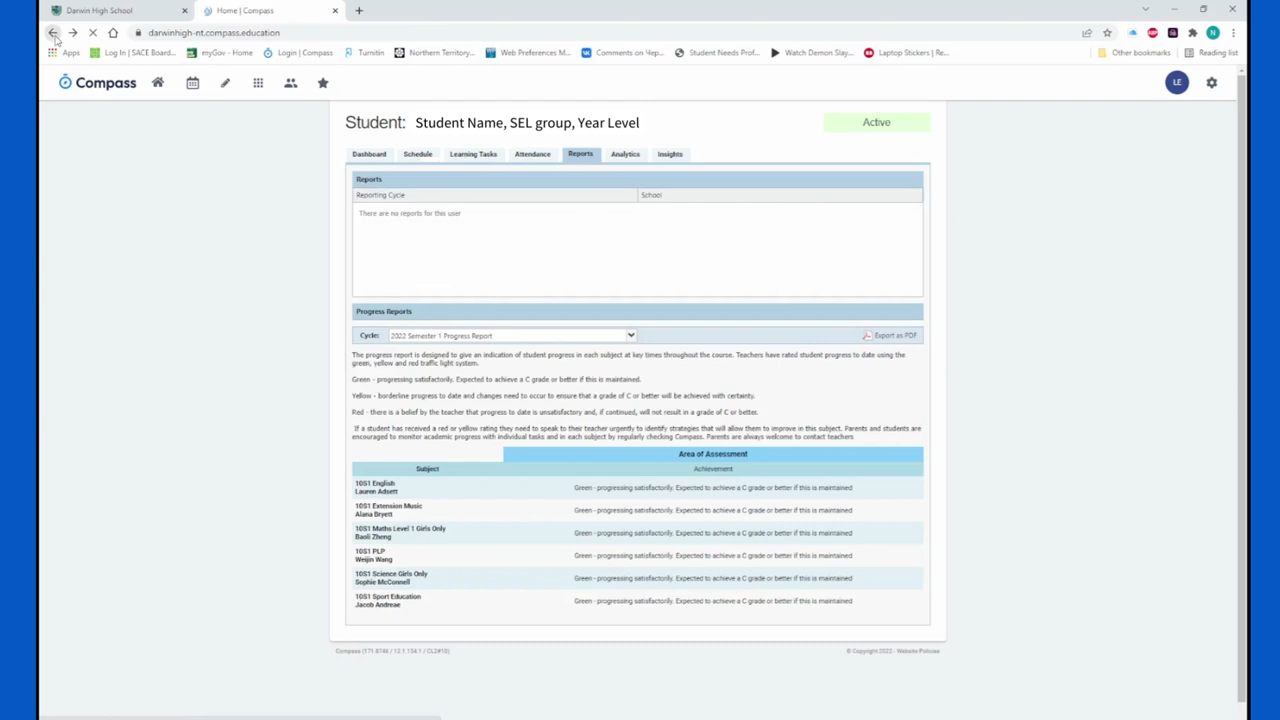 Darwin High School
Home | Compass
darwinhigh-nt.compass.education
Apps
Log In | SACE Board...
myGov - Home
Login | Compass
Turnitin
Northern Territory...
Web Preferences M...
Comments on Чер...
Student Needs Prof...
Watch Demon Slay...
Laptop Stickers | Re...
Other bookmarks
Reading list
Compass
LE
Student: Student Name, SEL group, Year Level
Active
Dashboard Schedule Learning Tasks Attendance Reports Analytics Insights
Reports
Reporting Cycle School
There are no reports for this user
Progress Reports
Cycle: 2022 Semester 1 Progress Report Export as PDF
The progress report is designed to give an indication of student progress in each subject at key times throughout the course. Teachers have rated student progress to date using the
green, yellow and red traffic light system.
Green - progressing satisfactorily. Expected to achieve a C grade or better if this is maintained.
Yellow - borderline progress to date and changes need to occur to ensure that a grade of C or better will be achieved with certainty.
Red - there is a belief by the teacher that progress to date is unsatisfactory and, if continued, will not result in a grade of C or better.
If a student has received a red or yellow rating they need to speak to their teacher urgently to identify strategies that will allow them to improve in this subject. Parents and students are
encouraged to monitor academic progress with individual tasks and in each subject by regularly checking Compass. Parents are always welcome to contact teachers
Area of Assessment
Subject Achievement
10S1 English
Lauren Adsett
Green - progressing satisfactorily. Expected to achieve a C grade or better if this is maintained
10S1 Extension Music
Alana Bryett
Green - progressing satisfactorily. Expected to achieve a C grade or better if this is maintained
10S1 Maths Level 1 Girls Only
Baoli Zheng
Green - progressing satisfactorily. Expected to achieve a C grade or better if this is maintained
10S1 PLP
Weijin Wang
Green - progressing satisfactorily. Expected to achieve a C grade or better if this is maintained
10S1 Science Girls Only
Sophie McConnell
Green - progressing satisfactorily. Expected to achieve a C grade or better if this is maintained
10S1 Sport Education
Jacob Andreae
Green - progressing satisfactorily. Expected to achieve a C grade or better if this is maintained
© Copyright 2022 - Website Policies